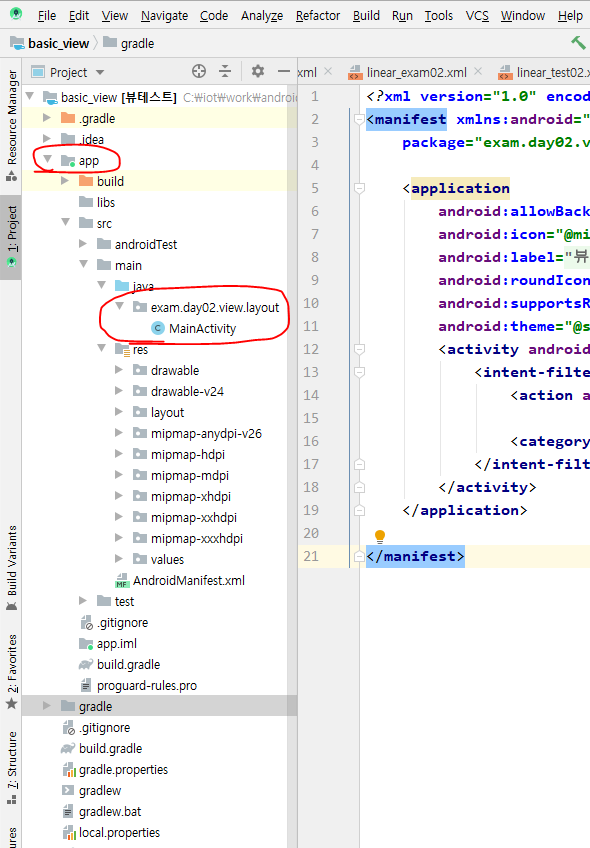 File Edit View Navigate Code Analyze Refactor Build Run Tools VCS Window Help
basic_view gradle
Project
xml linear_exam02.xml linear_test02.x
Resource Manager
1: Project
Build Variants
2: Favorites
7: Structure
basic_view [뷰테스트] C:\iot\work\androi
.gradle
.idea
app
build
libs
src
androidTest
main
java
exam.day02.view.layout
C MainActivity
res
drawable
drawable-v24
layout
mipmap-anydpi-v26
mipmap-hdpi
mipmap-mdpi
mipmap-xhdpi
mipmap-xxhdpi
mipmap-xxxhdpi
values
MF AndroidManifest.xml
test
.gitignore
app.iml
build.gradle
proguard-rules.pro
gradle
.gitignore
build.gradle
gradle.properties
gradlew
gradlew.bat
local.properties
1 <?xml version="1.0" encod
2 <manifest xmlns:android="
3 package="exam.day02.v
4
5 <application
6 android:allowBack
7 android:icon="@mi
8 android:label="뷰
9 android:roundIcon
10 android:supportsR
11 android:theme="@s
12 <activity android
13 <intent-filte
14 <action a
15
16 <category
17 </intent-filt
18 </activity>
19 </application>
20
21 </manifest>